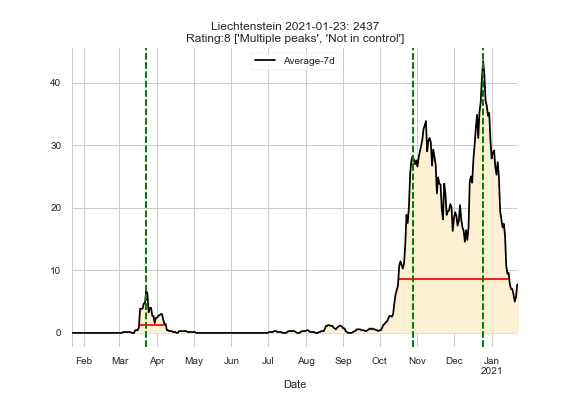 Liechtenstein 2021-01-23: 2437
Rating:8 ['Multiple peaks', 'Not in control']
Average-7d
40
30
20
10
0
Feb Mar Apr May Jun Jul Aug Sep Oct Nov Dec Jan
2021
Date